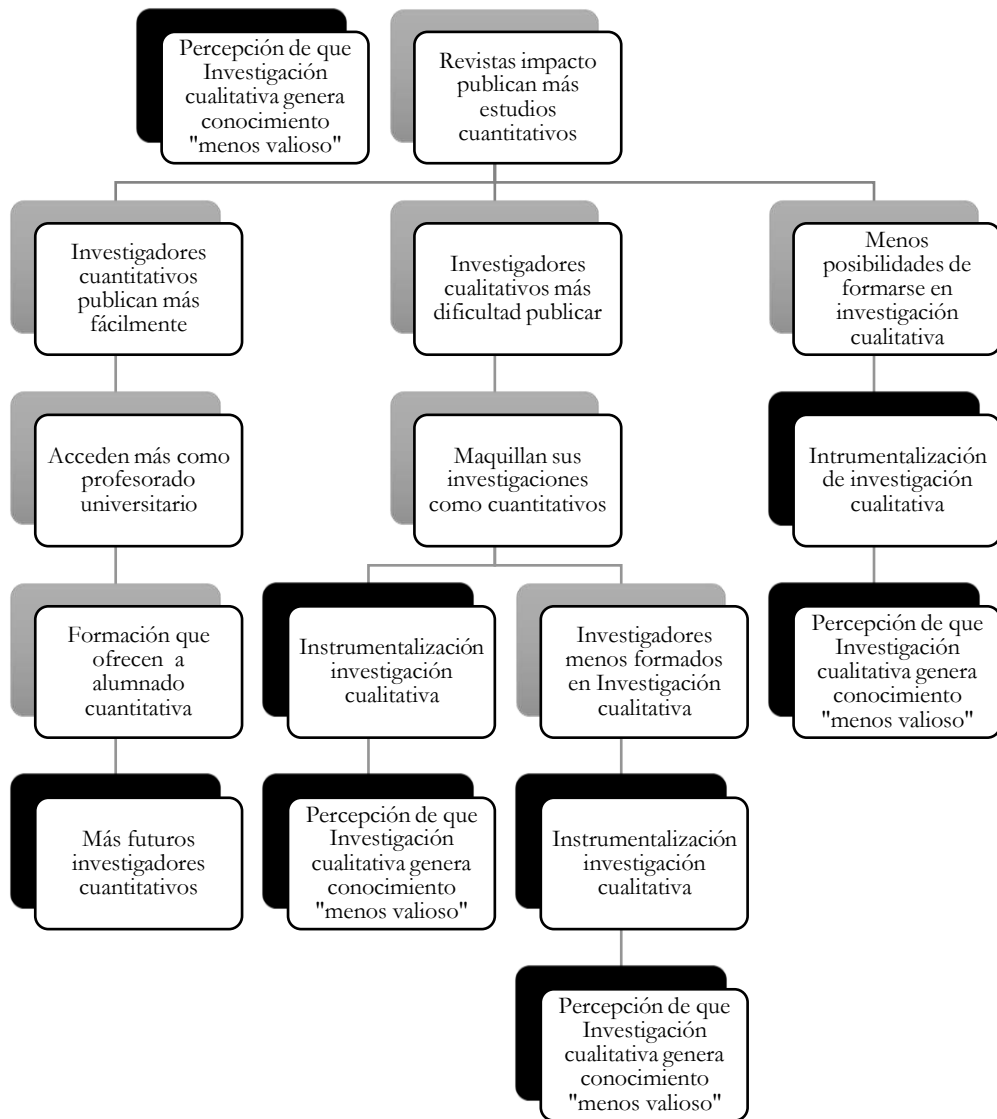 Percepción de que
Investigación
cualitativa genera
conocimiento
"menos valioso"
Revistas impacto
publican más
estudios
cuantitativos
Investigadores
cuantitativos
publican más
fácilmente
Investigadores
cualitativos más
dificultad publicar
Menos
posibilidades de
formarse en
investigación
cualitativa
Acceden más como
profesorado
universitario
Maquillan sus
investigaciones
como cuantitativos
Intrumentalización
de investigación
cualitativa
Formación que
ofrecen a
alumnado
cuantitativa
Instrumentalización
investigación
cualitativa
Investigadores
menos formados
en Investigación
cualitativa
Percepción de que
Investigación
cualitativa genera
conocimiento
"menos valioso"
Más futuros
investigadores
cuantitativos
Percepción de que
Investigación
cualitativa genera
conocimiento
"menos valioso"
Instrumentalización
investigación
cualitativa
Percepción de que
Investigación
cualitativa genera
conocimiento
"menos valioso"